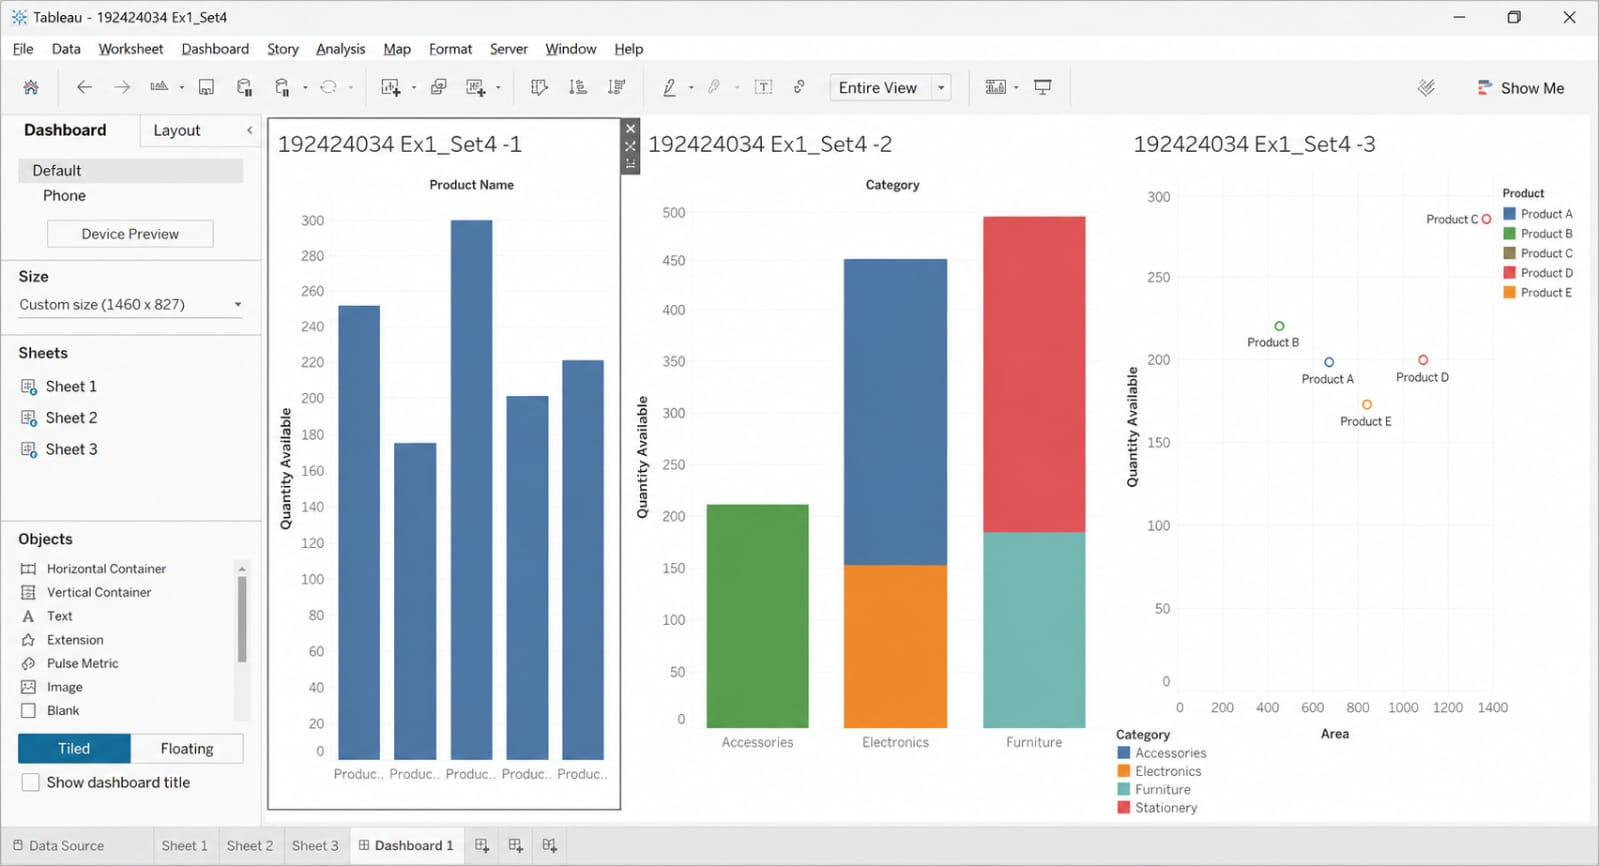 Tableau - 192424034 Ex1_Set4
File Data Worksheet Dashboard Story Analysis Map Format Server Window Help
Entire View
Show Me
Dashboard Layout
Default
Phone
Device Preview
Size
Custom size (1460 x 827)
Sheets
Sheet 1
Sheet 2
Sheet 3
Objects
Horizontal Container
Vertical Container
Text
Extension
Pulse Metric
Image
Blank
Tiled Floating
Show dashboard title
192424034 Ex1_Set4 -1
Product Name
Quantity Available
300
280
260
240
220
200
180
160
140
120
100
80
60
40
20
0
Produc.. Produc.. Produc.. Produc.. Produc..
192424034 Ex1_Set4 -2
Category
Quantity Available
500
450
400
350
300
250
200
150
100
50
0
Accessories Electronics Furniture
192424034 Ex1_Set4 -3
Quantity Available
300
250
200
150
100
50
0
Product C
Product B
Product A
Product D
Product E
0 200 400 600 800 1000 1200 1400
Area
Product
Product A
Product B
Product C
Product D
Product E
Category
Accessories
Electronics
Furniture
Stationery
Data Source Sheet 1 Sheet 2 Sheet 3 Dashboard 1